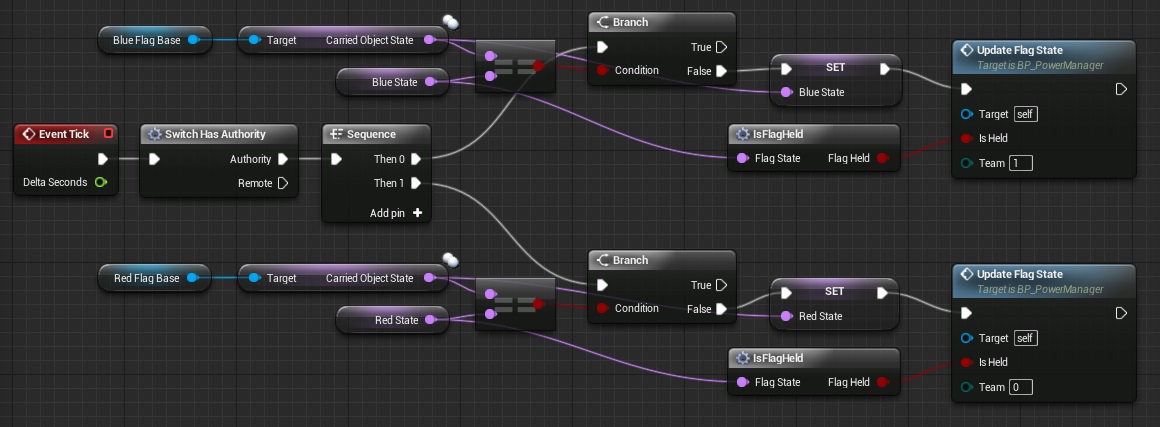 Blue Flag Base
Target Carried Object State
Blue State
Branch
True
Condition False
SET
Blue State
Update Flag State
Target is BP_PowerManager
Target self
Is Held
Team 1
IsFlagHeld
Flag State Flag Held
Event Tick
Delta Seconds
Switch Has Authority
Authority
Remote
Sequence
Then 0
Then 1
Add pin +
Red Flag Base
Target Carried Object State
Red State
Branch
True
Condition False
SET
Red State
Update Flag State
Target is BP_PowerManager
Target self
Is Held
Team 0
IsFlagHeld
Flag State Flag Held